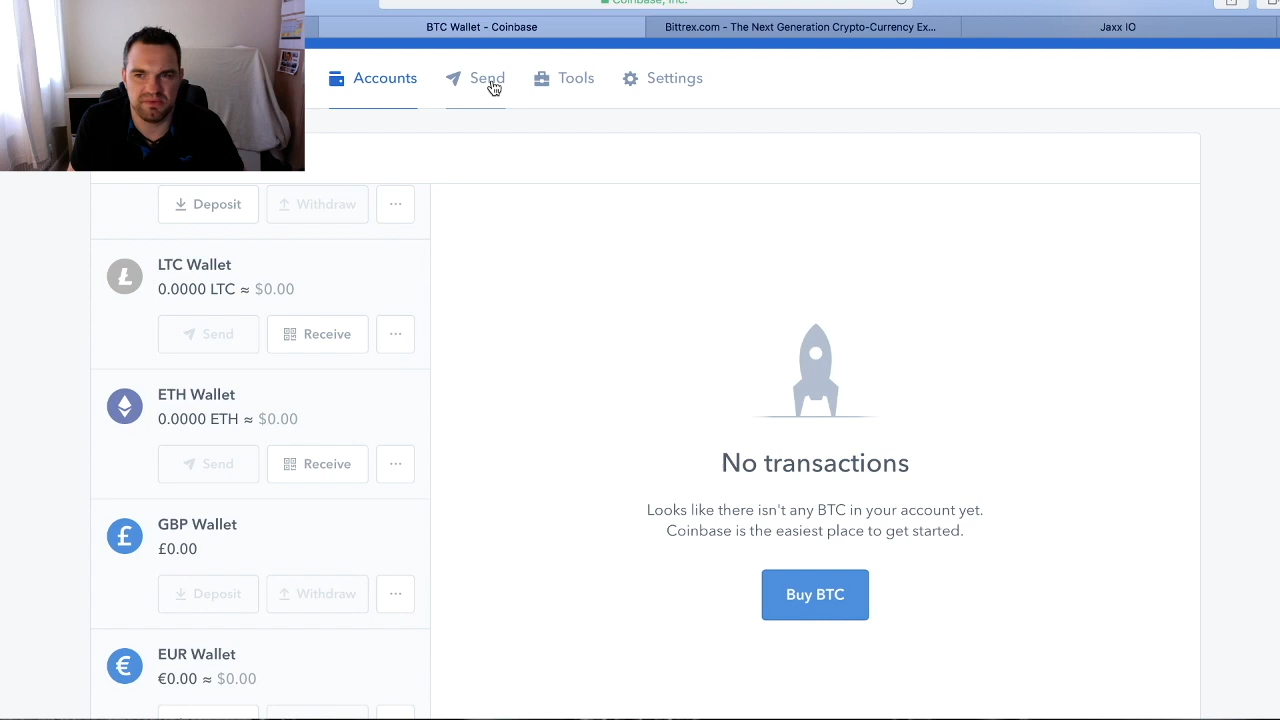 Coinbase, Inc.
BTC Wallet - Coinbase
Bittrex.com - The Next Generation Crypto-Currency Ex...
Jaxx IO
Accounts
Send
Tools
Settings
Deposit
Withdraw
LTC Wallet
0.0000 LTC ≈ $0.00
Send
Receive
ETH Wallet
0.0000 ETH ≈ $0.00
Send
Receive
GBP Wallet
£0.00
Deposit
Withdraw
EUR Wallet
€0.00 ≈ $0.00
No transactions
Looks like there isn't any BTC in your account yet.
Coinbase is the easiest place to get started.
Buy BTC